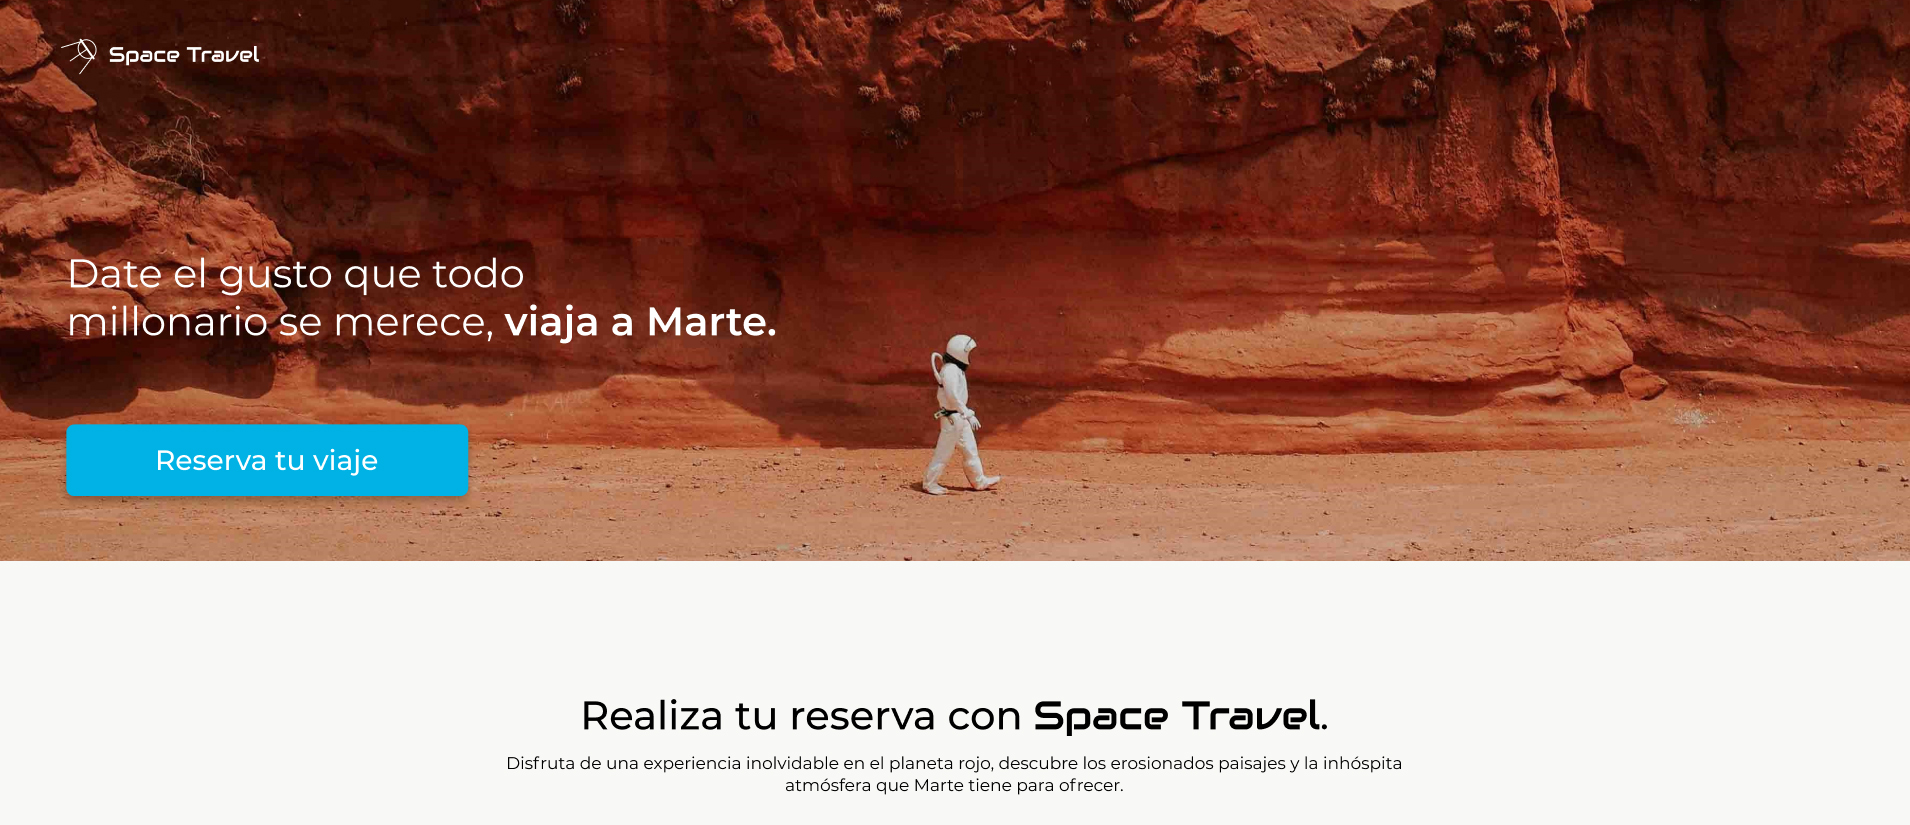 Space Travel
Date el gusto que todo
millonario se merece, viaja a Marte.
Reserva tu viaje
Realiza tu reserva con Space Travel.
Disfruta de una experiencia inolvidable en el planeta rojo, descubre los erosionados paisajes y la inhóspita
atmósfera que Marte tiene para ofrecer.